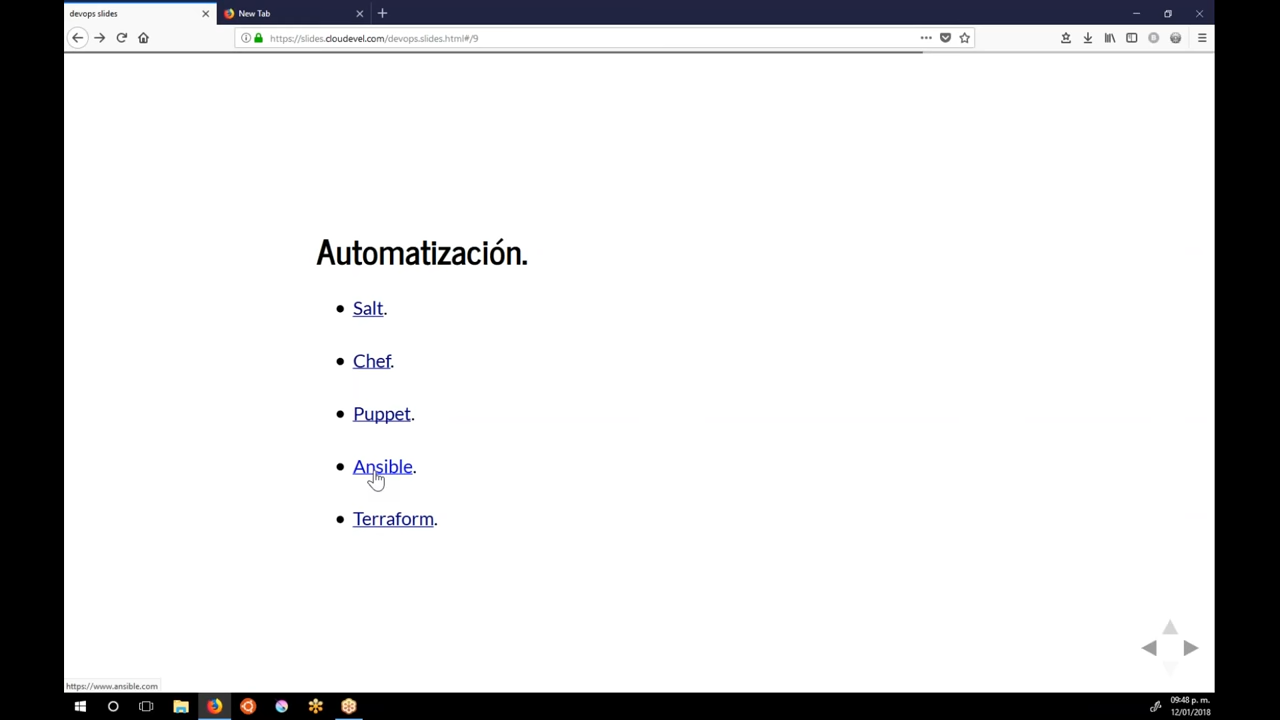 devops slides
New Tab
https://slides.cloudevel.com/devops.slides.html#/9
Automatización.
Salt.
Chef.
Puppet.
Ansible.
Terraform.
https://www.ansible.com
09:48 p. m.
12/01/2018